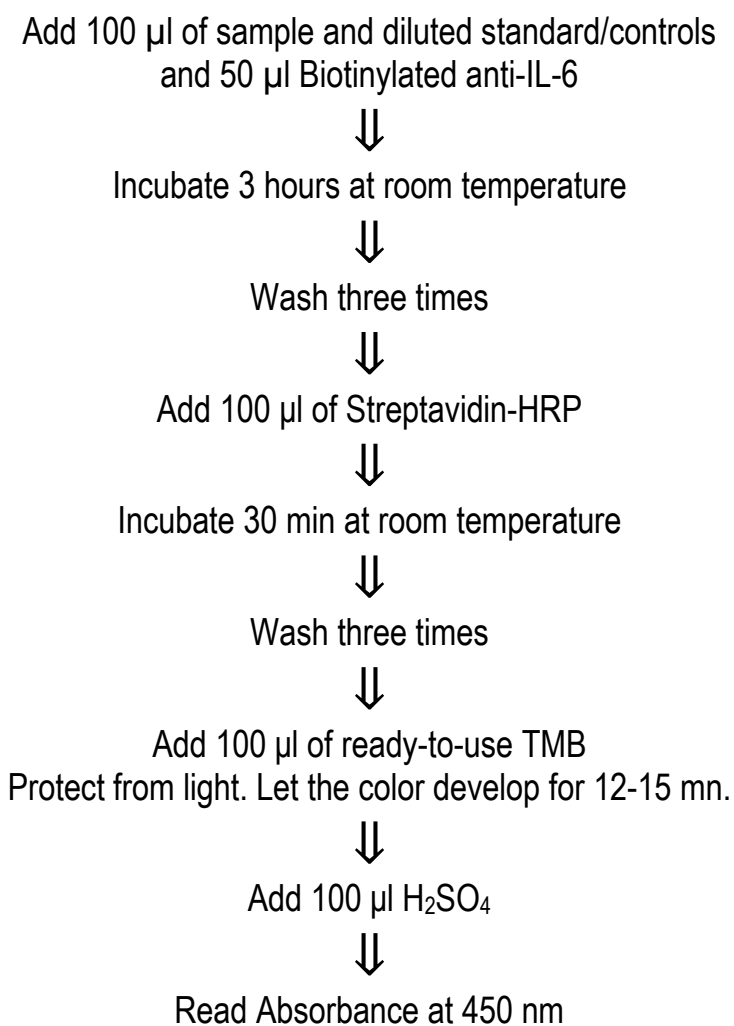 Add 100 µl of sample and diluted standard/controls
and 50 µl Biotinylated anti-IL-6
⇓
Incubate 3 hours at room temperature
⇓
Wash three times
⇓
Add 100 µl of Streptavidin-HRP
⇓
Incubate 30 min at room temperature
⇓
Wash three times
⇓
Add 100 µl of ready-to-use TMB
Protect from light. Let the color develop for 12-15 mn.
⇓
Add 100 µl H₂SO₄
⇓
Read Absorbance at 450 nm